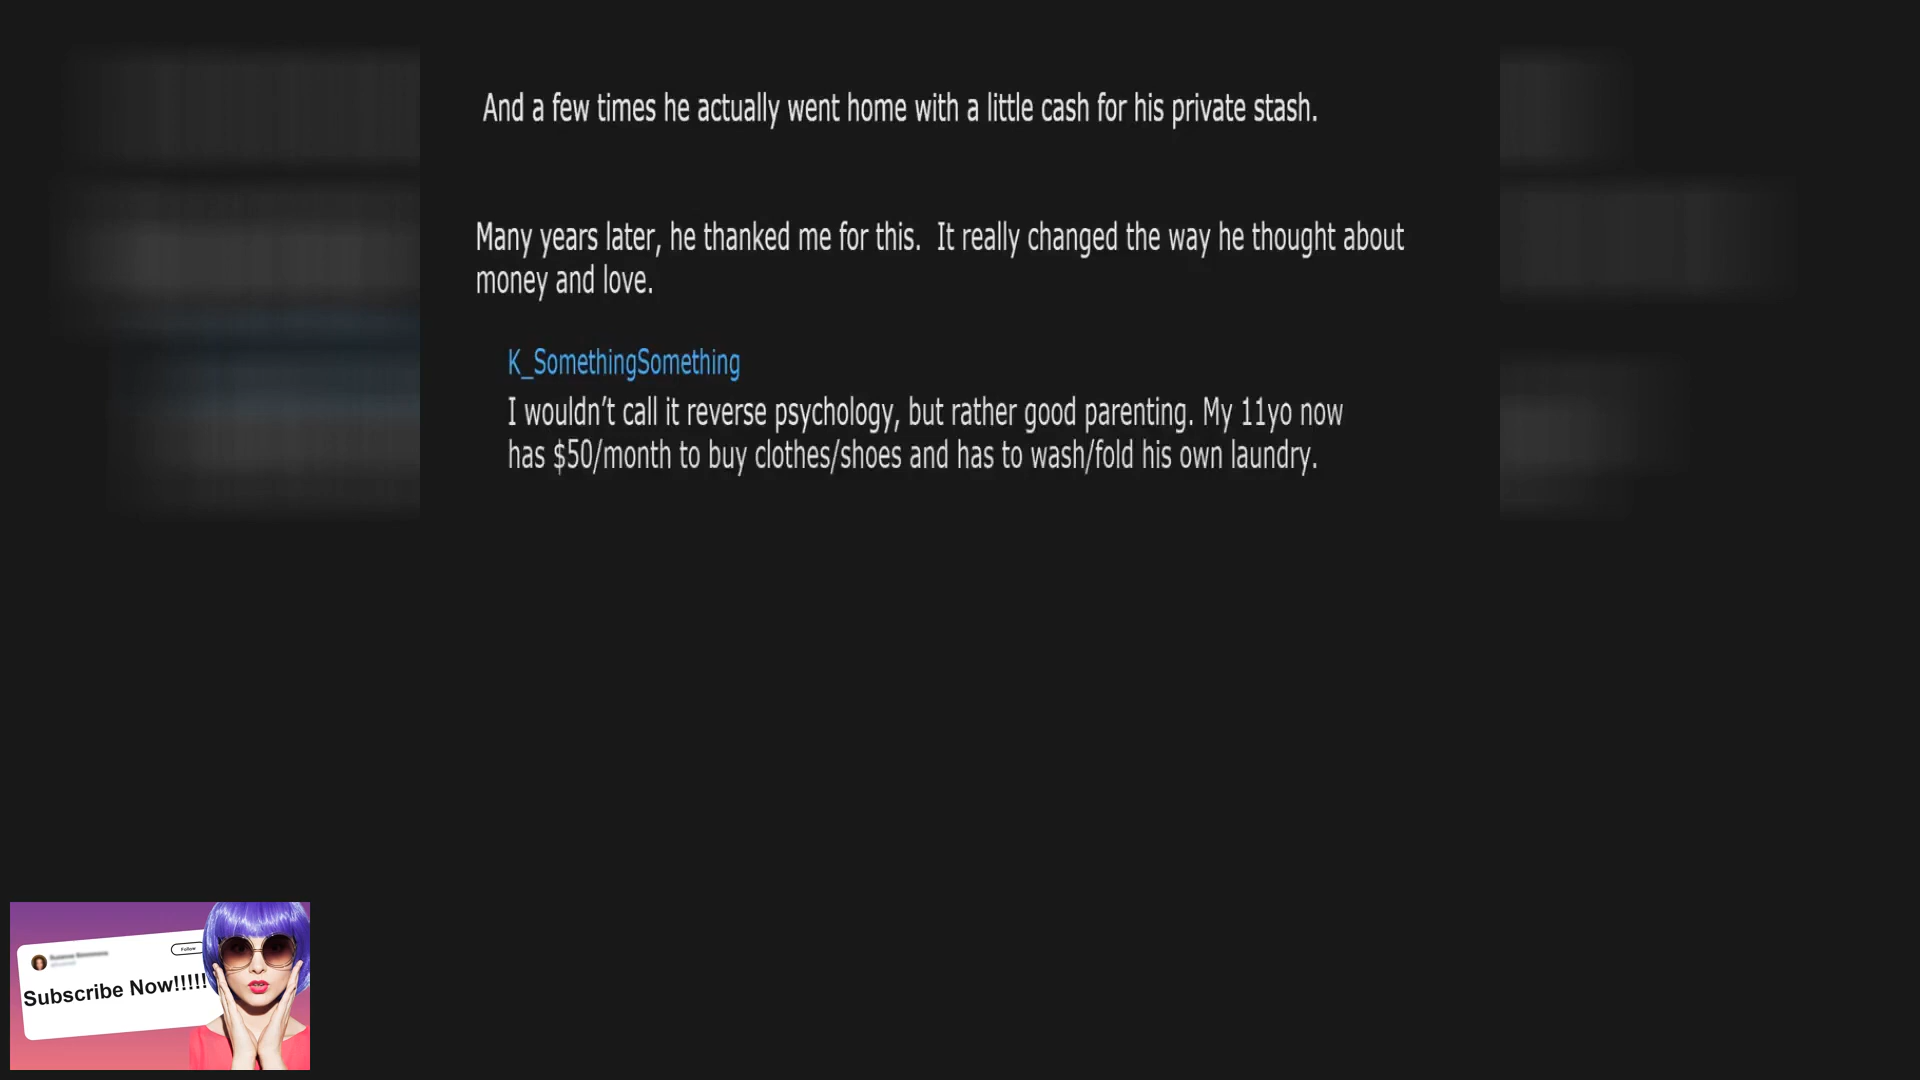 And a few times he actually went home with a little cash for his private stash.
Many years later, he thanked me for this.  It really changed the way he thought about
money and love.
K_SomethingSomething
I wouldn’t call it reverse psychology, but rather good parenting. My 11yo now
has $50/month to buy clothes/shoes and has to wash/fold his own laundry.
Follow
Subscribe Now!!!!!